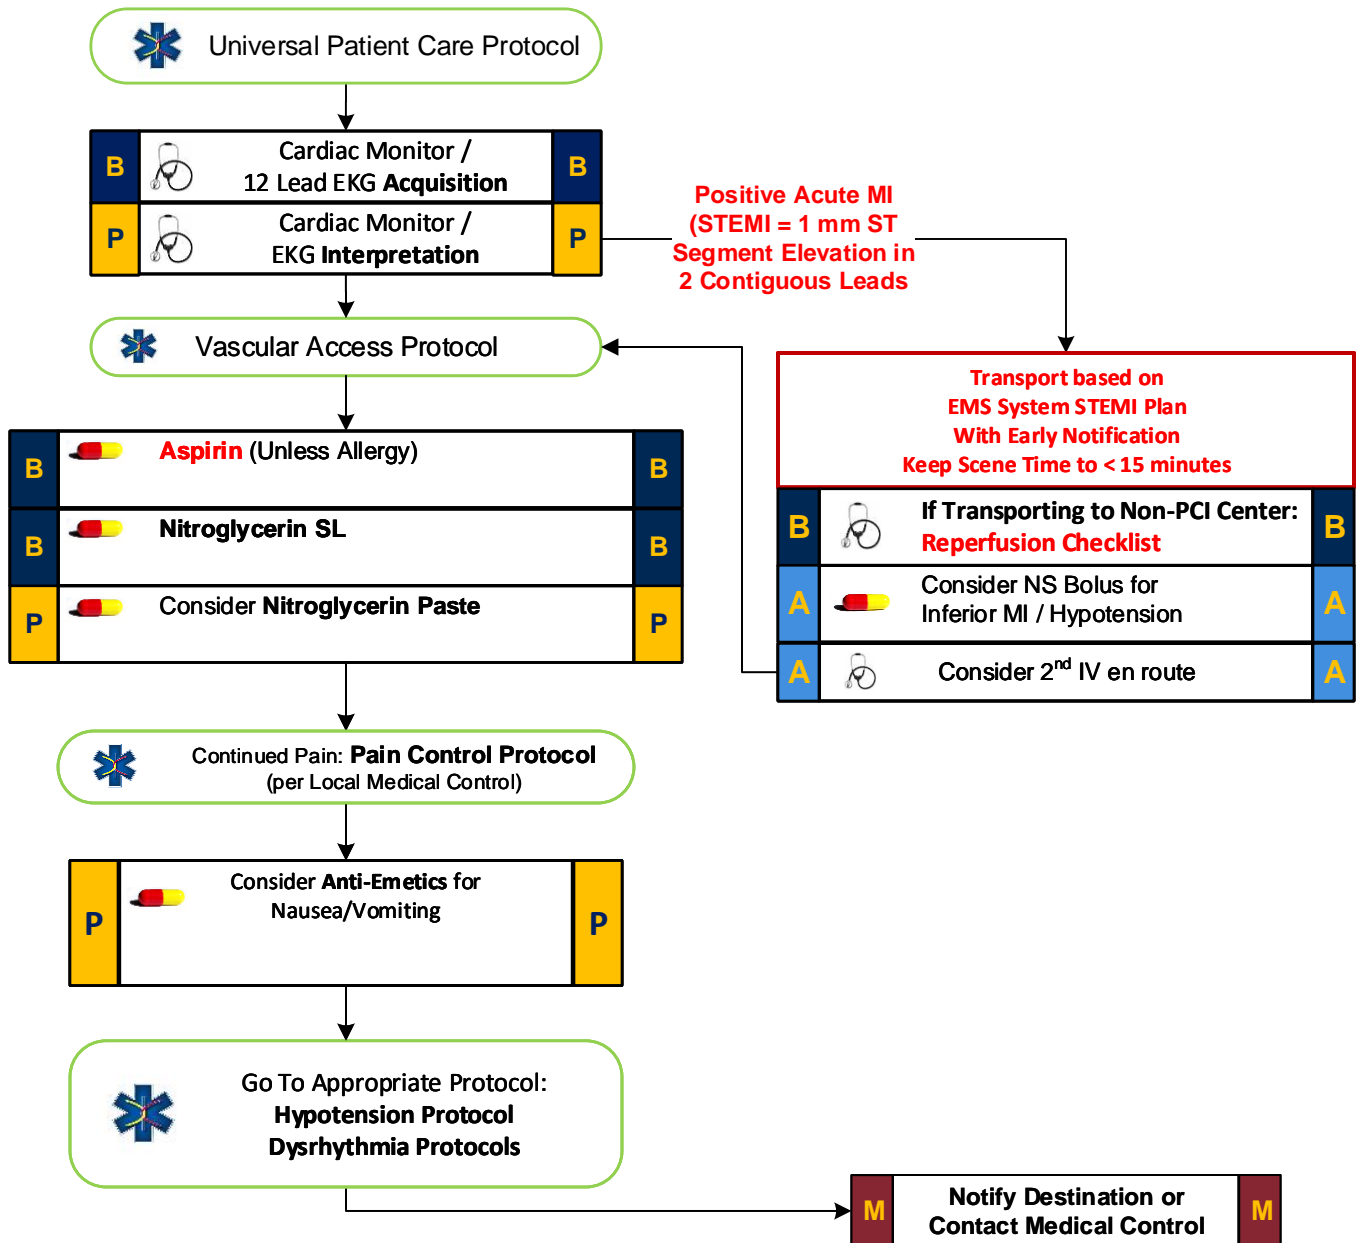 Universal Patient Care Protocol
B
Cardiac Monitor /
12 Lead EKG Acquisition
B
P
Cardiac Monitor /
EKG Interpretation
P
Positive Acute MI
(STEMI = 1 mm ST
Segment Elevation in
2 Contiguous Leads
Vascular Access Protocol
Transport based on
EMS System STEMI Plan
With Early Notification
Keep Scene Time to < 15 minutes
B
If Transporting to Non-PCI Center:
Reperfusion Checklist
B
A
Consider NS Bolus for
Inferior MI / Hypotension
A
A
Consider 2nd IV en route
A
B
Aspirin (Unless Allergy)
B
B
Nitroglycerin SL
B
P
Consider Nitroglycerin Paste
P
Continued Pain: Pain Control Protocol
(per Local Medical Control)
P
Consider Anti-Emetics for
Nausea/Vomiting
P
Go To Appropriate Protocol:
Hypotension Protocol
Dysrhythmia Protocols
M
Notify Destination or
Contact Medical Control
M